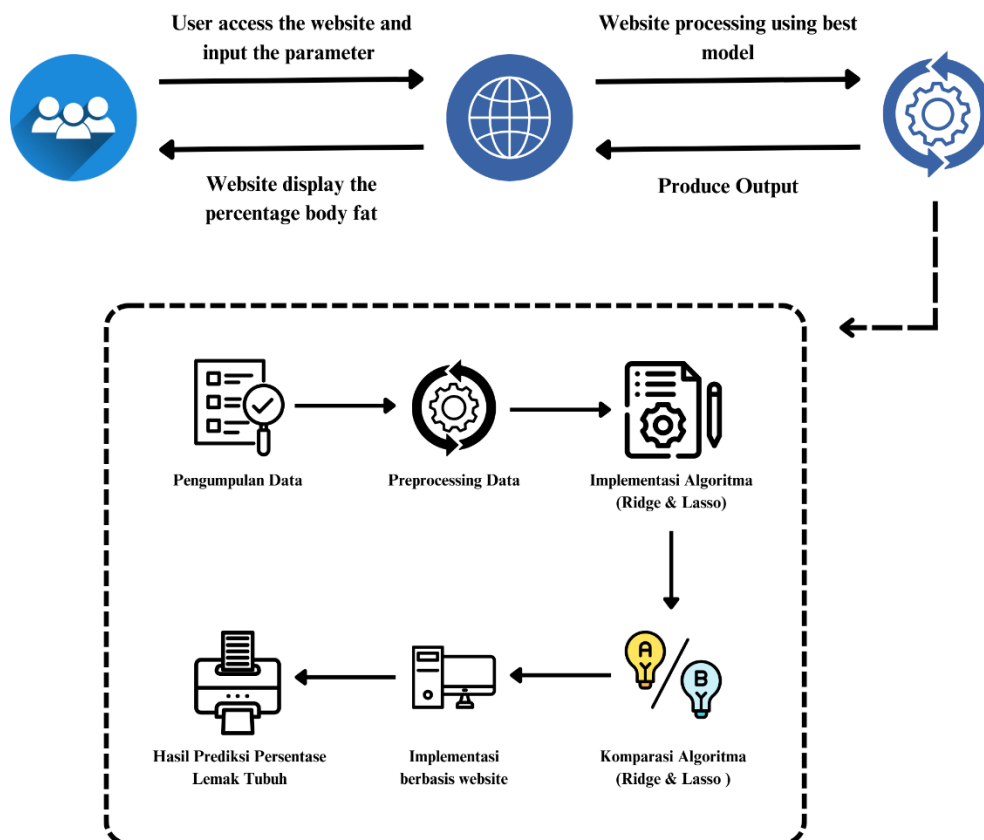 User access the website and
input the parameter
Website processing using best
model
Website display the
percentage body fat
Produce Output
Pengumpulan Data
Preprocessing Data
Implementasi Algoritma
(Ridge & Lasso)
A
B
Hasil Prediksi Persentase
Lemak Tubuh
Implementasi
berbasis website
Komparasi Algoritma
(Ridge & Lasso )